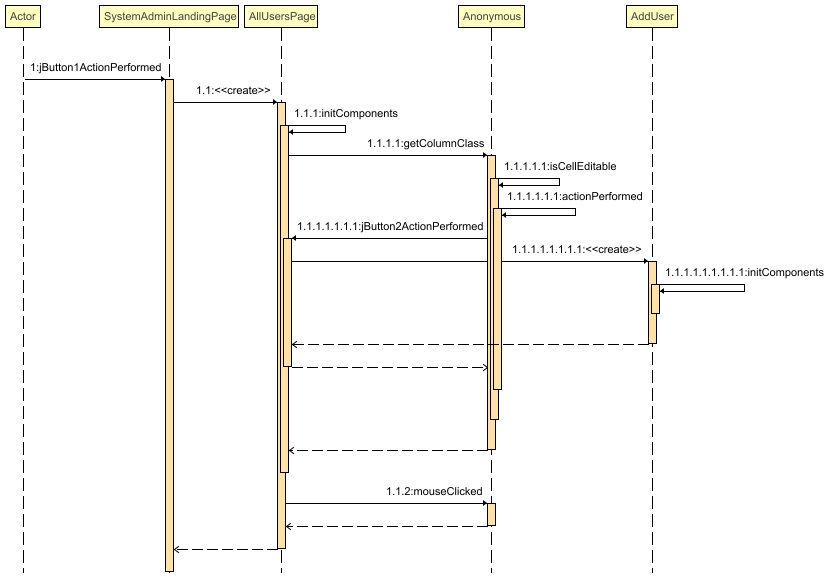 Actor
SystemAdminLandingPage
AllUsersPage
Anonymous
AddUser
1:jButton1ActionPerformed
1.1:<<create>>
1.1.1:initComponents
1.1.1.1:getColumnClass
1.1.1.1.1:isCellEditable
1.1.1.1.1.1:actionPerformed
1.1.1.1.1.1.1:jButton2ActionPerformed
1.1.1.1.1.1.1.1:<<create>>
1.1.1.1.1.1.1.1.1:initComponents
1.1.2:mouseClicked